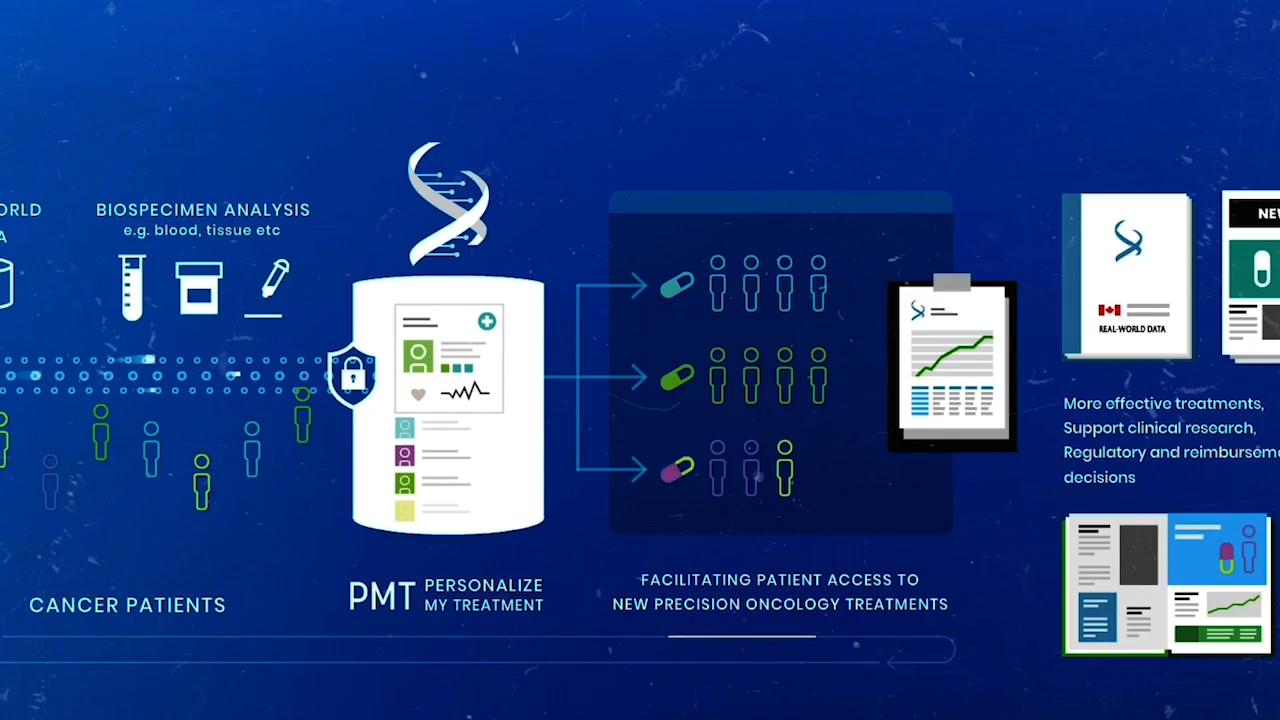 BIOSPECIMEN ANALYSIS
e.g. blood, tissue etc
CANCER PATIENTS
PMT PERSONALIZE
MY TREATMENT
FACILITATING PATIENT ACCESS TO
NEW PRECISION ONCOLOGY TREATMENTS
REAL-WORLD DATA
More effective treatments,
Support clinical research,
Regulatory and
decisions